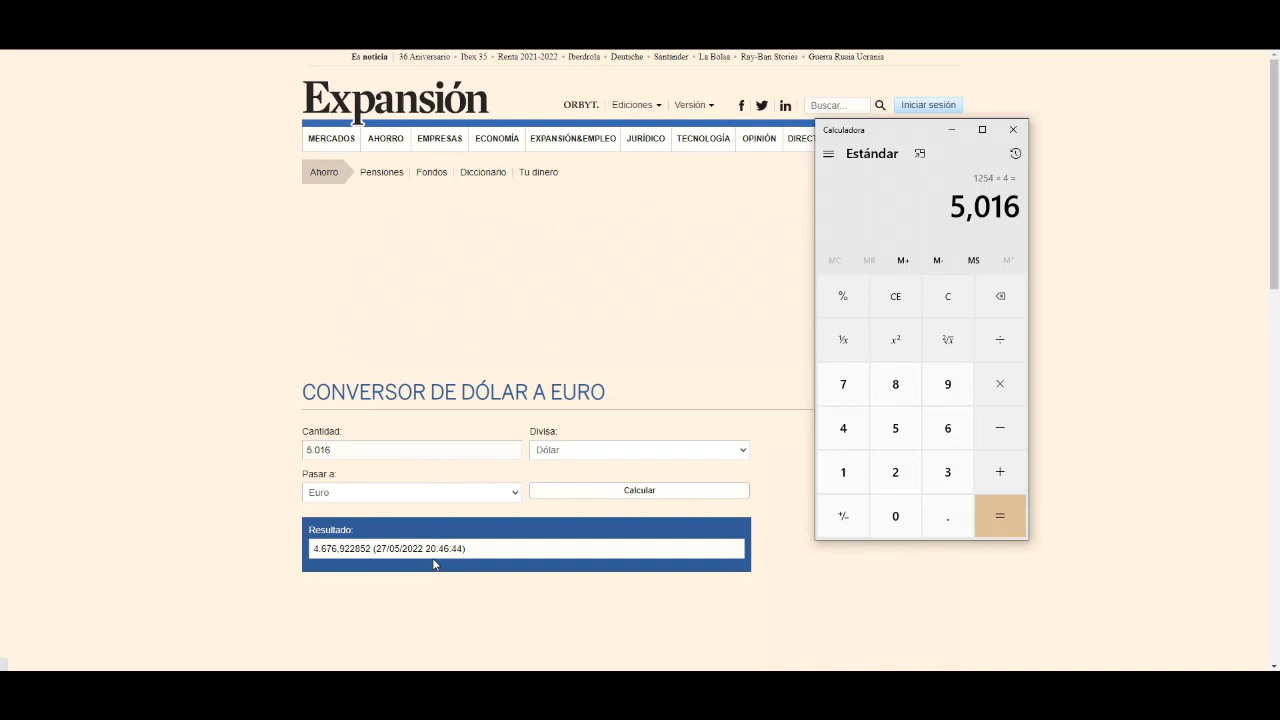 Es noticia 36 Aniversario • Ibex 35 • Renta 2021-2022 • Iberdrola • Deutsche • Santander • La Bolsa • Ray-Ban Stories • Guerra Rusia Ucrania
Expansión
ORBYT. Ediciones Versión Buscar... Iniciar sesión
MERCADOS AHORRO EMPRESAS ECONOMÍA EXPANSIÓN&EMPLEO JURÍDICO TECNOLOGÍA OPINIÓN DIRECT
Ahorro Pensiones Fondos Diccionario Tu dinero
CONVERSOR DE DÓLAR A EURO
Cantidad: Divisa:
5.016 Dólar
Pasar a:
Euro Calcular
Resultado:
4.676,922852 (27/05/2022 20:46:44)
Calculadora
Estándar
1254 × 4 =
5,016
MC MR M+ M- MS M˅
% CE C
¹/x x² ²√x ÷
7 8 9 ×
4 5 6 −
1 2 3 +
+/− 0 . =